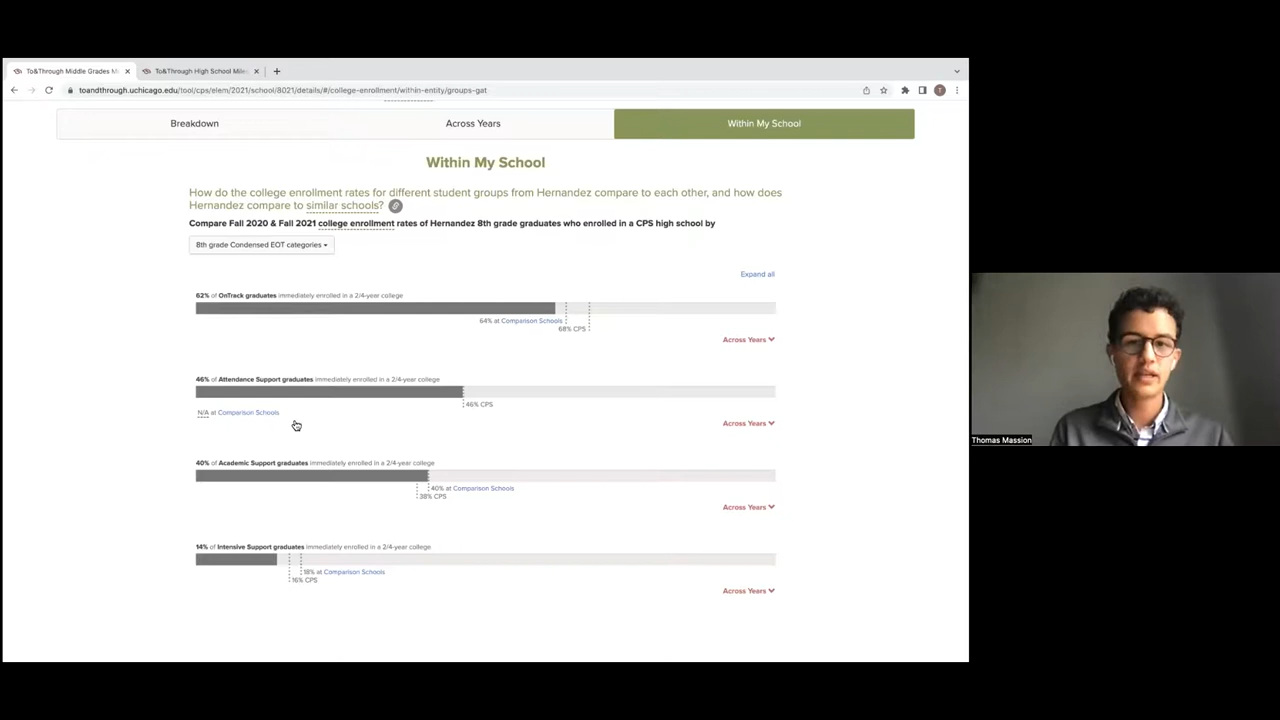 To&Through Middle Grades M
To&Through High School Miles
toandthrough.uchicago.edu/tool/cps/elem/2021/school/8021/details/#/college-enrollment/within-entity/groups-gat
T
Breakdown
Across Years
Within My School
Within My School
How do the college enrollment rates for different student groups from Hernandez compare to each other, and how does
Hernandez compare to similar schools?
Compare Fall 2020 & Fall 2021 college enrollment rates of Hernandez 8th grade graduates who enrolled in a CPS high school by
8th grade Condensed EOT categories
Expand all
62% of OnTrack graduates immediately enrolled in a 2/4-year college
64% at Comparison Schools
68% CPS
Across Years
46% of Attendance Support graduates immediately enrolled in a 2/4-year college
46% CPS
N/A at Comparison Schools
Across Years
40% of Academic Support graduates immediately enrolled in a 2/4-year college
40% at Comparison Schools
38% CPS
Across Years
14% of Intensive Support graduates immediately enrolled in a 2/4-year college
18% at Comparison Schools
16% CPS
Across Years
Thomas Massion